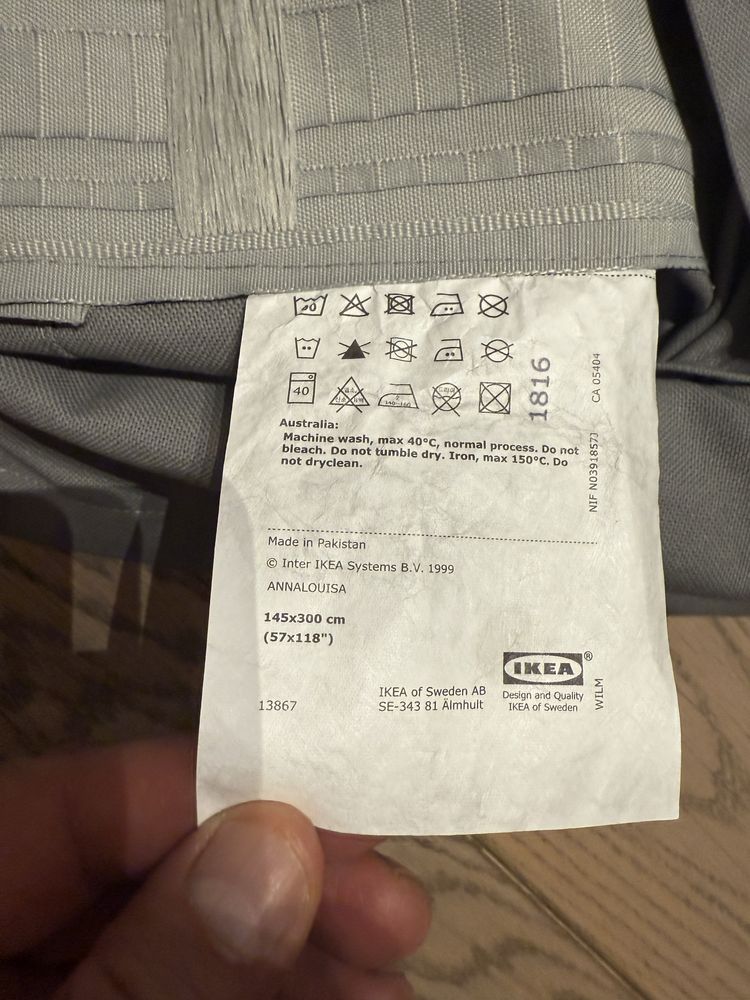 40
1816
CA 05404
NIF N0391857J
Australia:
Machine wash, max 40°C, normal process. Do not
bleach. Do not tumble dry. Iron, max 150°C. Do
not dryclean.
Made in Pakistan
© Inter IKEA Systems B.V. 1999
ANNALOUISA
145x300 cm
(57x118")
13867
IKEA of Sweden AB
SE-343 81 Älmhult
IKEA®
Design and Quality
IKEA of Sweden
WILM